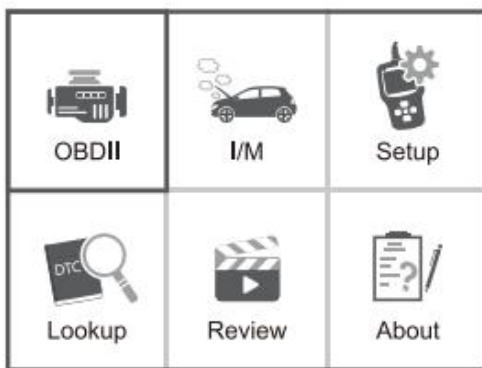 OBDII
I/M
Setup
DTC
Lookup
Review
?
About